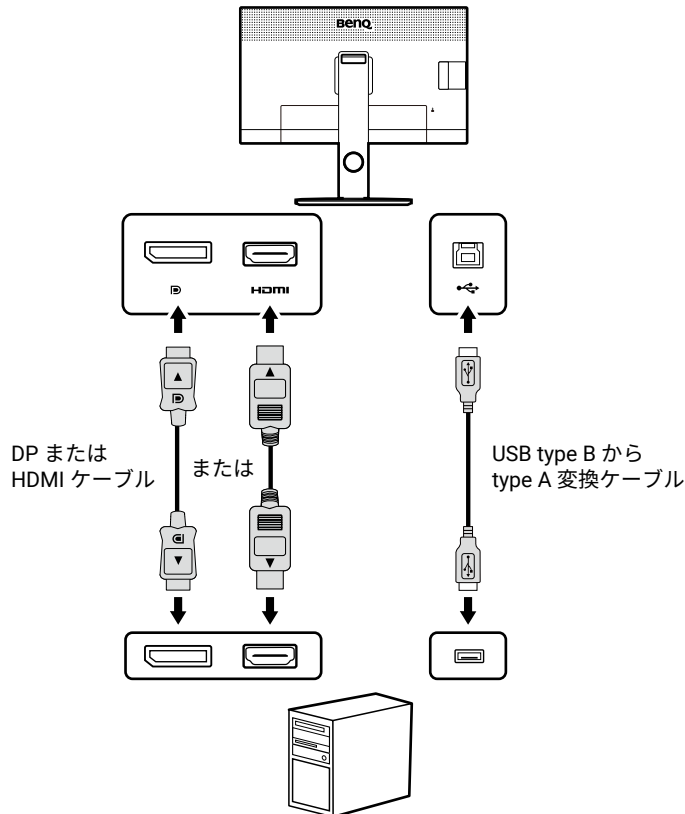 BenQ
HDMI
DP または
HDMI ケーブル
または
USB type B から
type A 変換ケーブル